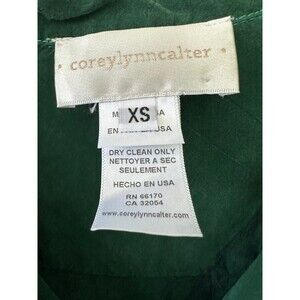 · coreylynncalter ·
XS
DRY CLEAN ONLY
NETTOYER A SEC
SEULEMENT
HECHO EN USA
RN 66170
CA 32054
www.coreylynncalter.com